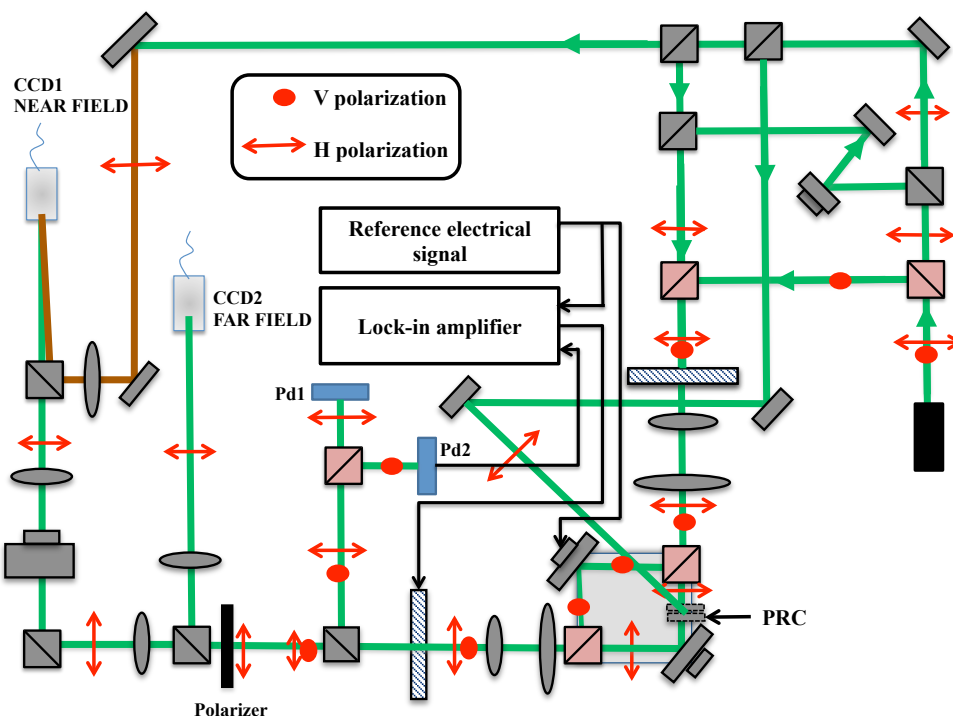 CCD1
NEAR FIELD
V polarization
H polarization
Reference electrical
signal
CCD2
FAR FIELD
Lock-in amplifier
Pd1
Pd2
PRC
Polarizer